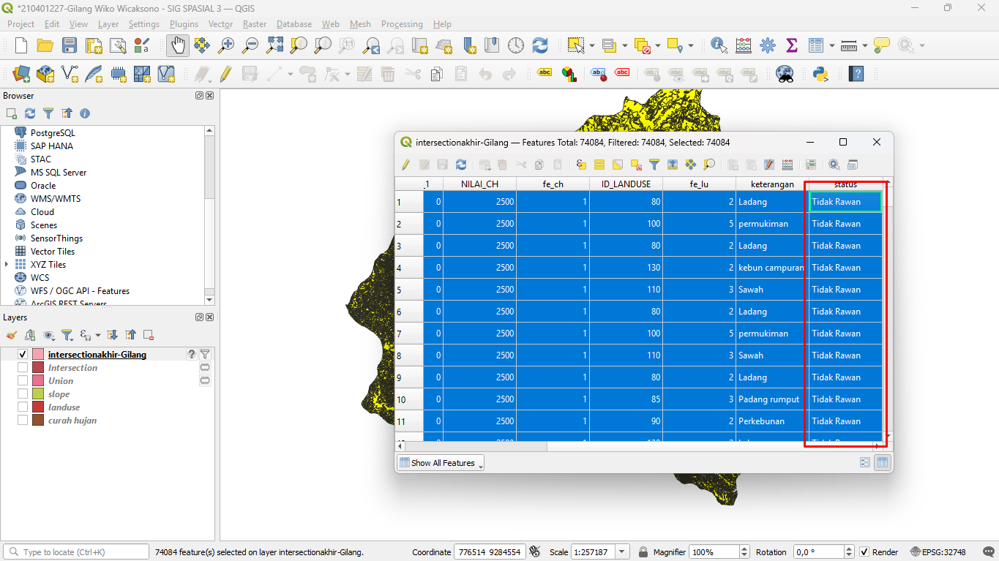 *210401227-Gilang Wiko Wicaksono - SIG SPASIAL 3 — QGIS
Project Edit View Layer Settings Plugins Vector Raster Database Web Mesh Processing Help
Browser
PostgreSQL
SAP HANA
STAC
MS SQL Server
Oracle
WMS/WMTS
Cloud
Scenes
SensorThings
Vector Tiles
XYZ Tiles
WCS
WFS / OGC API - Features
ArcGIS REST Servers
Layers
intersectionakhir-Gilang
Intersection
Union
slope
landuse
curah hujan
intersectionakhir-Gilang — Features Total: 74084, Filtered: 74084, Selected: 74084
_1 NILAI_CH fe_ch ID_LANDUSE fe_lu keterangan status
1 0 2500 1 80 2 Ladang Tidak Rawan
2 0 2500 1 100 5 permukiman Tidak Rawan
3 0 2500 1 80 2 Ladang Tidak Rawan
4 0 2500 1 130 2 kebun campuran Tidak Rawan
5 0 2500 1 110 3 Sawah Tidak Rawan
6 0 2500 1 80 2 Ladang Tidak Rawan
7 0 2500 1 100 5 permukiman Tidak Rawan
8 0 2500 1 110 3 Sawah Tidak Rawan
9 0 2500 1 80 2 Ladang Tidak Rawan
10 0 2500 1 85 3 Padang rumput Tidak Rawan
11 0 2500 1 90 2 Perkebunan Tidak Rawan
Show All Features
Type to locate (Ctrl+K) 74084 feature(s) selected on layer intersectionakhir-Gilang. Coordinate 776514 9284554 Scale 1:257187 Magnifier 100% Rotation 0,0 ° Render EPSG:32748